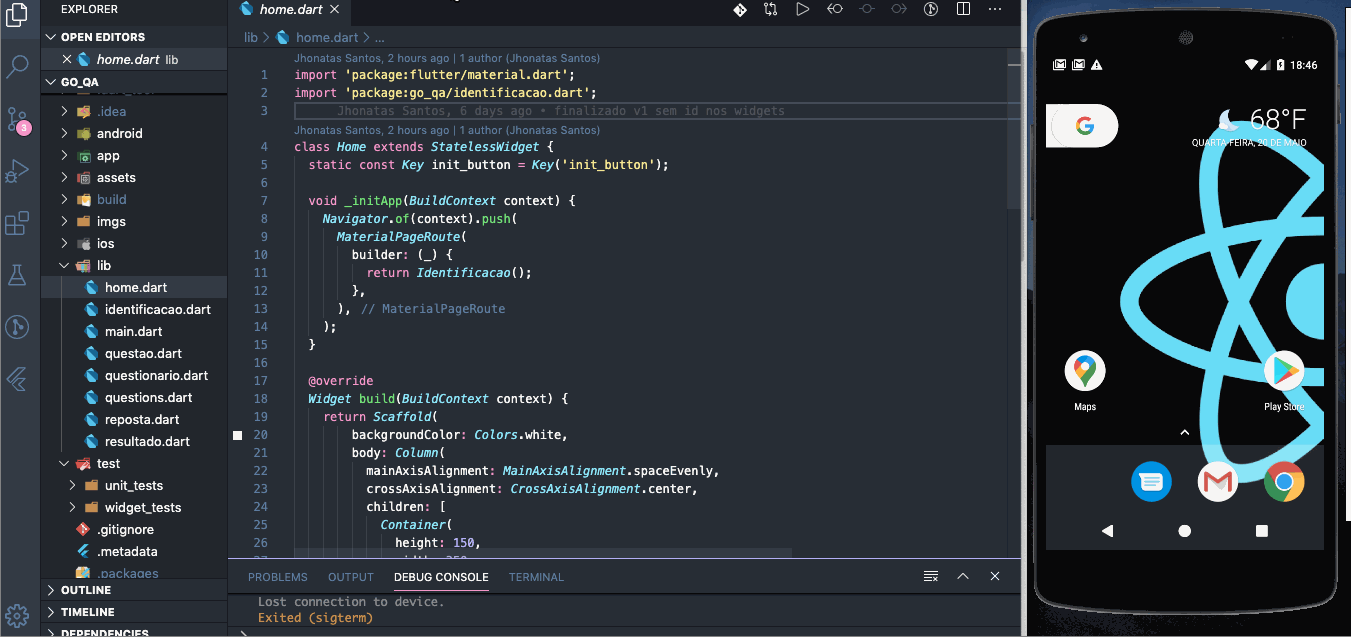 EXPLORER
OPEN EDITORS
home.dart lib
GO_QA
.idea
android
app
assets
build
imgs
ios
lib
home.dart
identificacao.dart
main.dart
questao.dart
questionario.dart
questions.dart
reposta.dart
resultado.dart
test
unit_tests
widget_tests
.gitignore
.metadata
.packages
OUTLINE
TIMELINE
DEPENDENCIES
3
home.dart
lib > home.dart > ...
Jhonatas Santos, 2 hours ago | 1 author (Jhonatas Santos)
1 import 'package:flutter/material.dart';
2 import 'package:go_qa/identificacao.dart';
3 Jhonatas Santos, 6 days ago • finalizado v1 sem id nos widgets
Jhonatas Santos, 2 hours ago | 1 author (Jhonatas Santos)
4 class Home extends StatelessWidget {
5 static const Key init_button = Key('init_button');
6
7 void _initApp(BuildContext context) {
8 Navigator.of(context).push(
9 MaterialPageRoute(
10 builder: (_) {
11 return Identificacao();
12 },
13 ), // MaterialPageRoute
14 );
15 }
16
17 @override
18 Widget build(BuildContext context) {
19 return Scaffold(
20 backgroundColor: Colors.white,
21 body: Column(
22 mainAxisAlignment: MainAxisAlignment.spaceEvenly,
23 crossAxisAlignment: CrossAxisAlignment.center,
24 children: [
25 Container(
26 height: 150,
PROBLEMS OUTPUT DEBUG CONSOLE TERMINAL
Lost connection to device.
Exited (sigterm)
18:46
68°F
QUARTA-FEIRA, 20 DE MAIO
Maps
Play Store